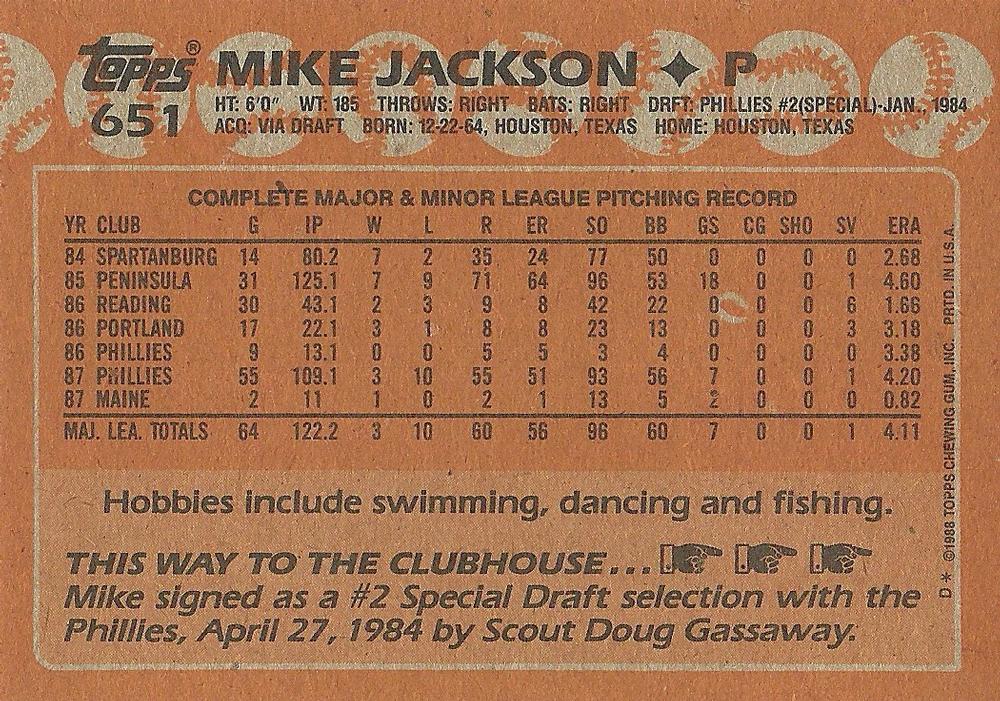 topps® MIKE JACKSON ✦ P
651 HT: 6'0" WT: 185 THROWS: RIGHT BATS: RIGHT DRFT: PHILLIES #2(SPECIAL)-JAN., 1984
ACQ: VIA DRAFT BORN: 12-22-64, HOUSTON, TEXAS HOME: HOUSTON, TEXAS
COMPLETE MAJOR & MINOR LEAGUE PITCHING RECORD
YR CLUB G IP W L R ER SO BB GS CG SHO SV ERA
84 SPARTANBURG 14 80.2 7 2 35 24 77 50 0 0 0 0 2.68
85 PENINSULA 31 125.1 7 9 71 64 96 53 18 0 0 1 4.60
86 READING 30 43.1 2 3 9 8 42 22 0 0 0 6 1.66
86 PORTLAND 17 22.1 3 1 8 8 23 13 0 0 0 3 3.18
86 PHILLIES 9 13.1 0 0 5 5 3 4 0 0 0 0 3.38
87 PHILLIES 55 109.1 3 10 55 51 93 56 7 0 0 1 4.20
87 MAINE 2 11 1 0 2 1 13 5 2 0 0 0 0.82
MAJ. LEA. TOTALS 64 122.2 3 10 60 56 96 60 7 0 0 1 4.11
Hobbies include swimming, dancing and fishing.
THIS WAY TO THE CLUBHOUSE...
Mike signed as a #2 Special Draft selection with the
Phillies, April 27, 1984 by Scout Doug Gassaway.
D* ©1988 TOPPS CHEWING GUM, INC. PRTD. IN U.S.A.